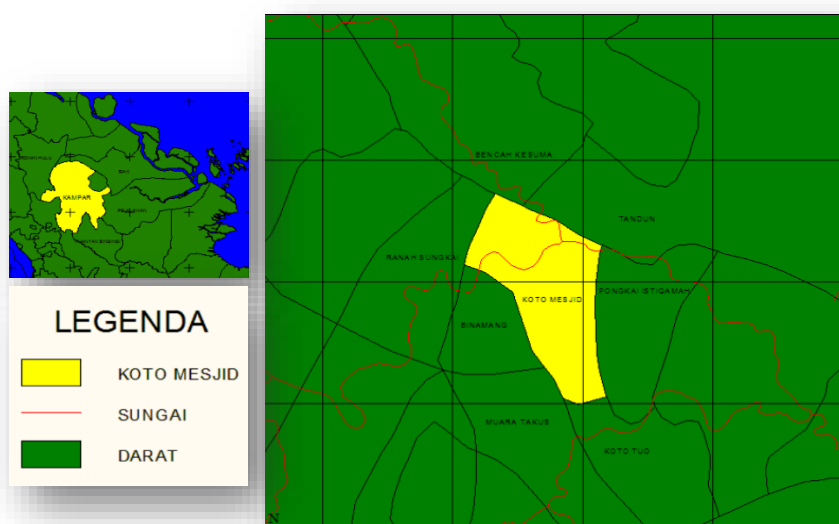 KAMPAR
LEGENDA
KOTO MESJID
SUNGAI
DARAT
BENCAH KESUMA
TANDUN
RANAH SUNGKAI
KOTO MESJID
PONGKAI ISTIQAMAH
BINAMANG
MUARA TAKUS
KOTO TUO
N